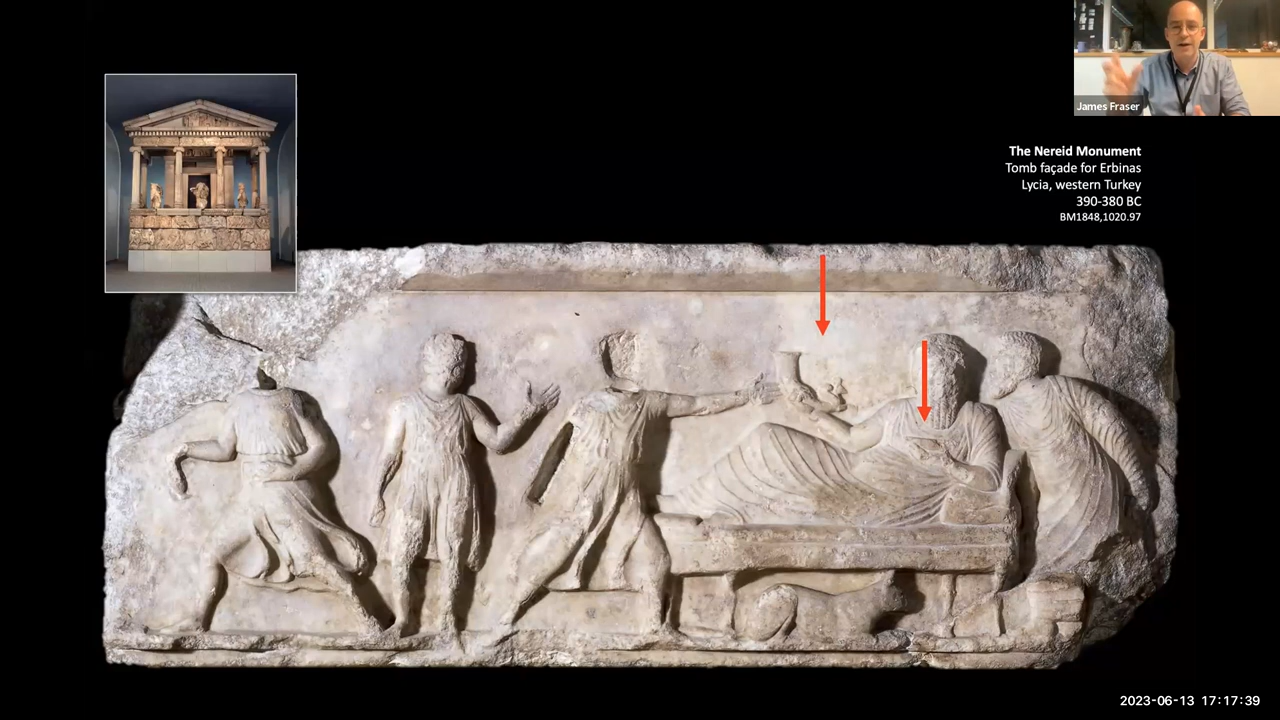 James Fraser
The Nereid Monument
Tomb façade for Erbinas
Lycia, western Turkey
390-380 BC
BM1848,1020.97
2023-06-13 17:17:39